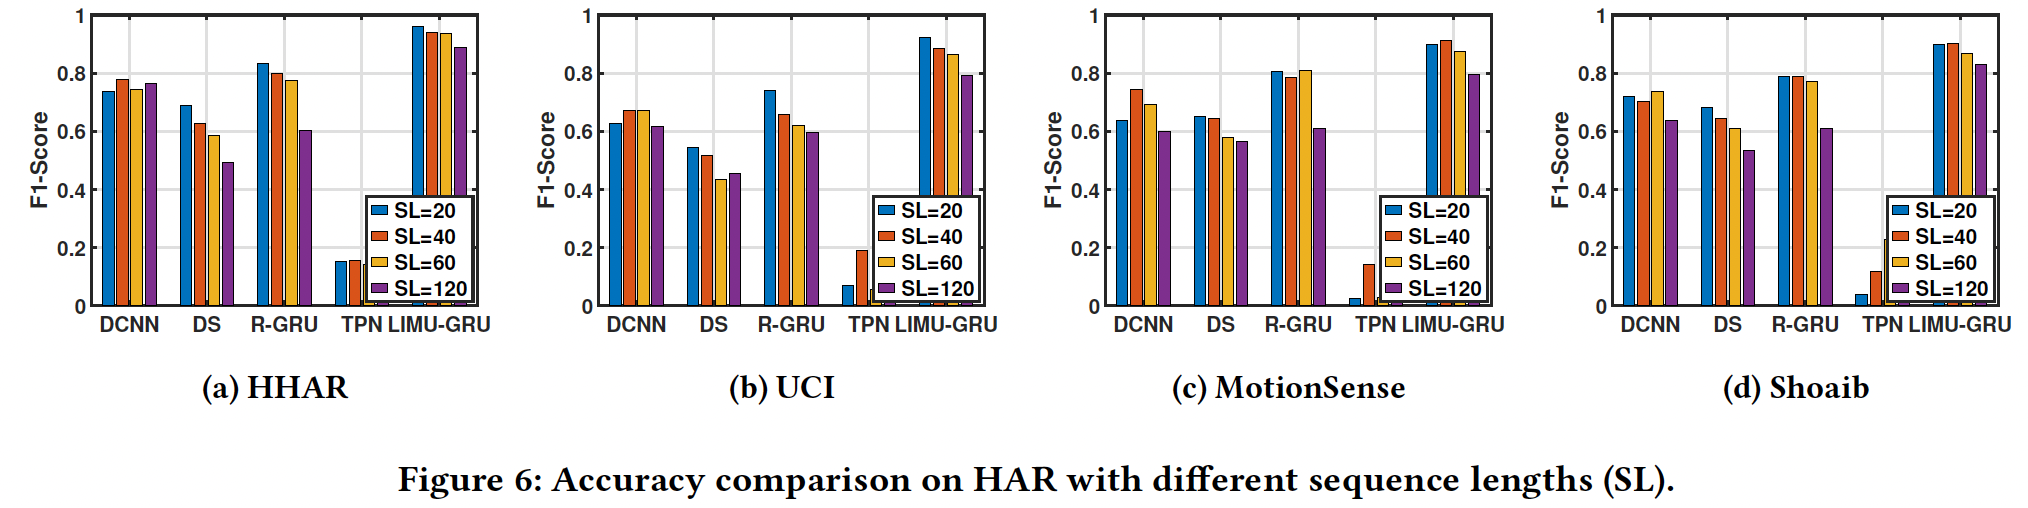 1
0.8
0.6
0.4
0.2
0
F1-Score
SL=20
SL=40
SL=60
SL=120
DCNN DS R-GRU TPN LIMU-GRU
(a) HHAR
1
0.8
0.6
0.4
0.2
0
F1-Score
SL=20
SL=40
SL=60
SL=120
DCNN DS R-GRU TPN LIMU-GRU
(b) UCI
1
0.8
0.6
0.4
0.2
0
F1-Score
SL=20
SL=40
SL=60
SL=120
DCNN DS R-GRU TPN LIMU-GRU
(c) MotionSense
1
0.8
0.6
0.4
0.2
0
F1-Score
SL=20
SL=40
SL=60
SL=120
DCNN DS R-GRU TPN LIMU-GRU
(d) Shoaib
Figure 6: Accuracy comparison on HAR with different sequence lengths (SL).